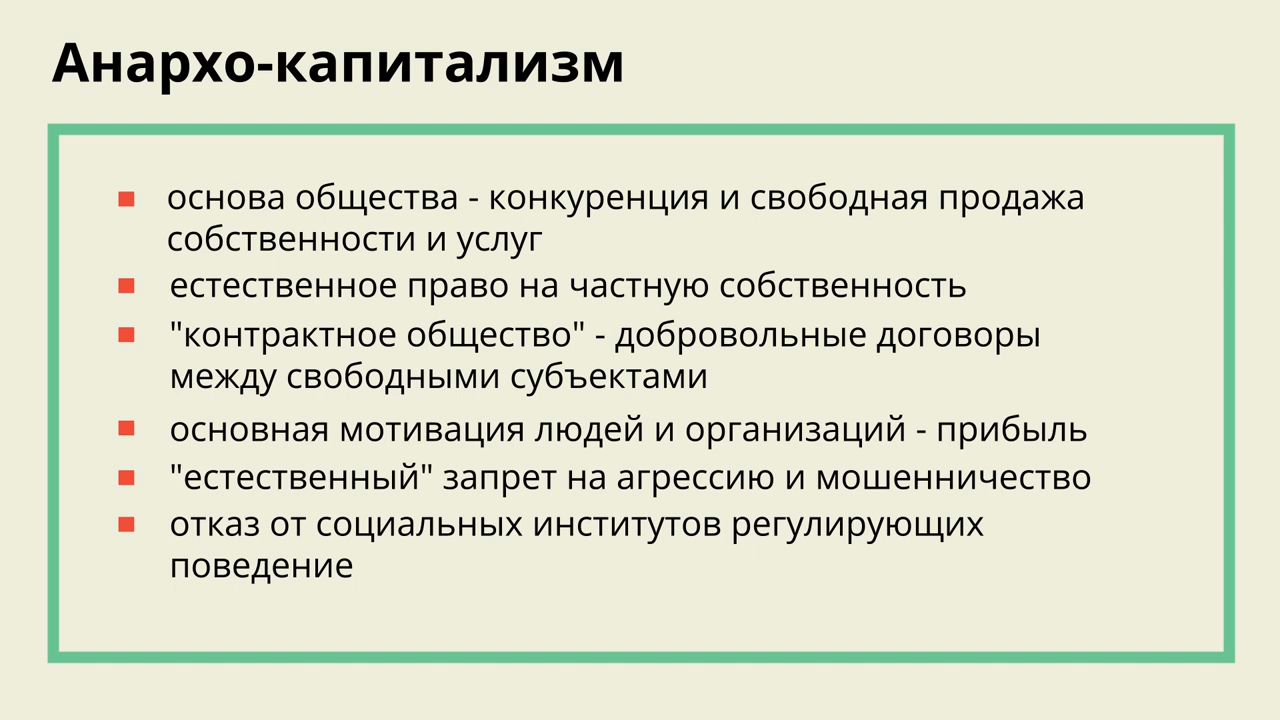 Анархо-капитализм
основа общества - конкуренция и свободная продажа
собственности и услуг
естественное право на частную собственность
"контрактное общество" - добровольные договоры
между свободными субъектами
основная мотивация людей и организаций - прибыль
"естественный" запрет на агрессию и мошенничество
отказ от социальных институтов регулирующих
поведение